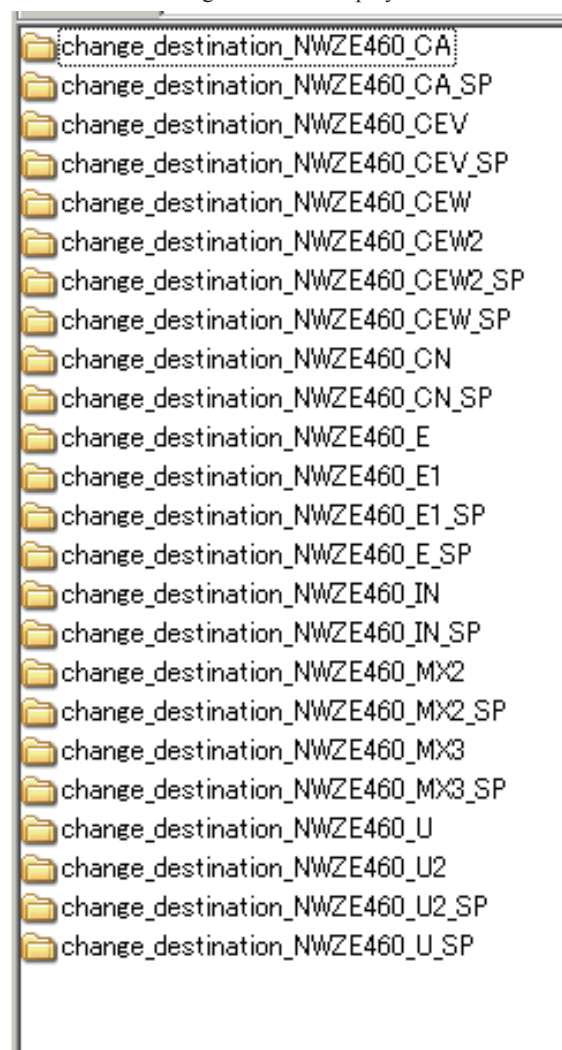 change_destination_NWZE460_CA
change_destination_NWZE460_CA_SP
change_destination_NWZE460_CEV
change_destination_NWZE460_CEV_SP
change_destination_NWZE460_CEW
change_destination_NWZE460_CEW2
change_destination_NWZE460_CEW2_SP
change_destination_NWZE460_CEW_SP
change_destination_NWZE460_CN
change_destination_NWZE460_CN_SP
change_destination_NWZE460_E
change_destination_NWZE460_E1
change_destination_NWZE460_E1_SP
change_destination_NWZE460_E_SP
change_destination_NWZE460_IN
change_destination_NWZE460_IN_SP
change_destination_NWZE460_MX2
change_destination_NWZE460_MX2_SP
change_destination_NWZE460_MX3
change_destination_NWZE460_MX3_SP
change_destination_NWZE460_U
change_destination_NWZE460_U2
change_destination_NWZE460_U2_SP
change_destination_NWZE460_U_SP